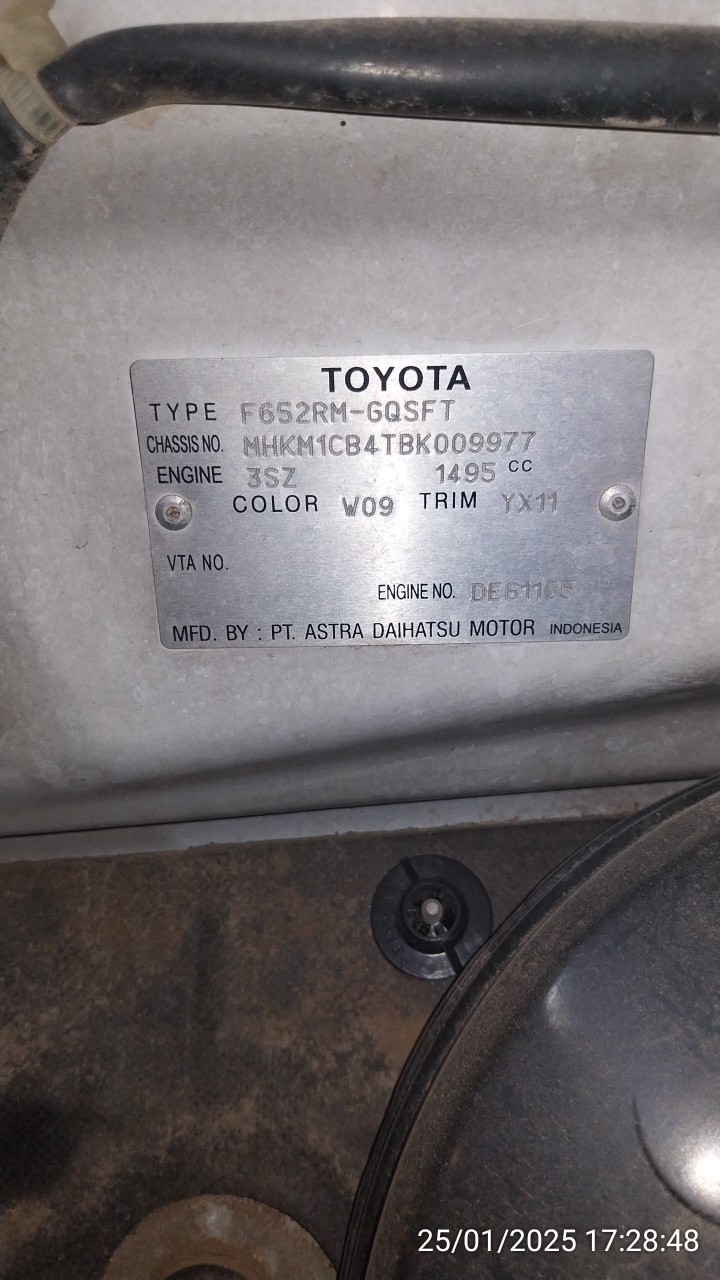 TOYOTA
TYPE F652RM-GQSFT
CHASSIS NO. MHKM1CB4TBK009977
ENGINE 3SZ 1495 CC
COLOR W09 TRIM YX11
VTA NO.
ENGINE NO. DEG1105
MFD. BY : PT. ASTRA DAIHATSU MOTOR INDONESIA
25/01/2025 17:28:48